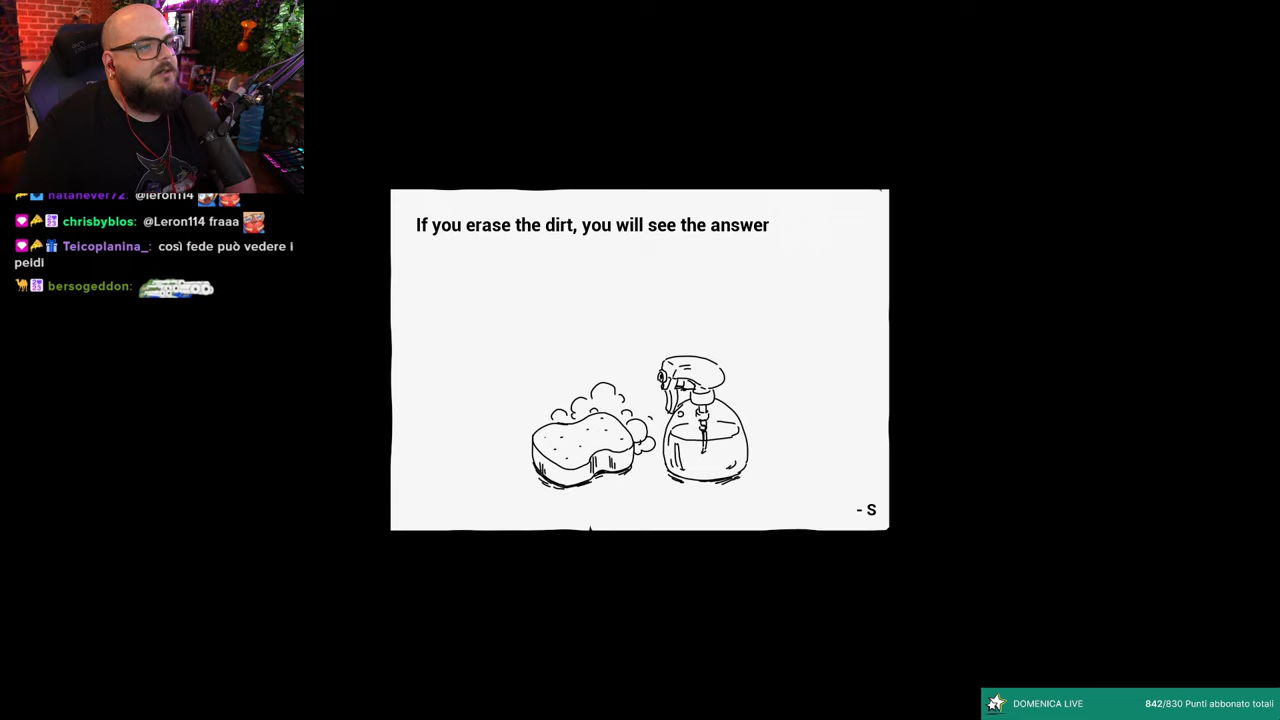 natanever72: @leron114
chrisbyblos: @Leron114 fraaa
Teicoplanina_: così fede può vedere i
peidi
bersogeddon:
If you erase the dirt, you will see the answer
- S
DOMENICA LIVE 842/830 Punti abbonato totali